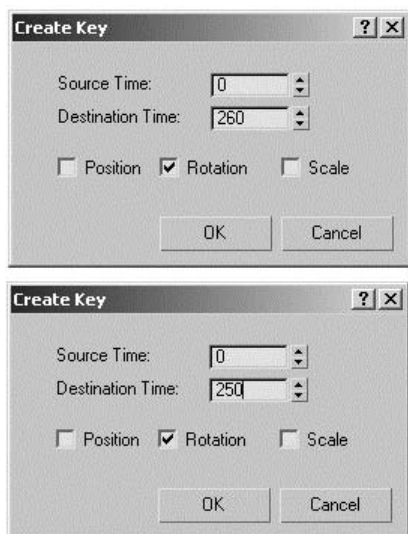 Create Key
Source Time: 0
Destination Time: 260
Position Rotation Scale
OK Cancel
Create Key
Source Time: 0
Destination Time: 250
Position Rotation Scale
OK Cancel